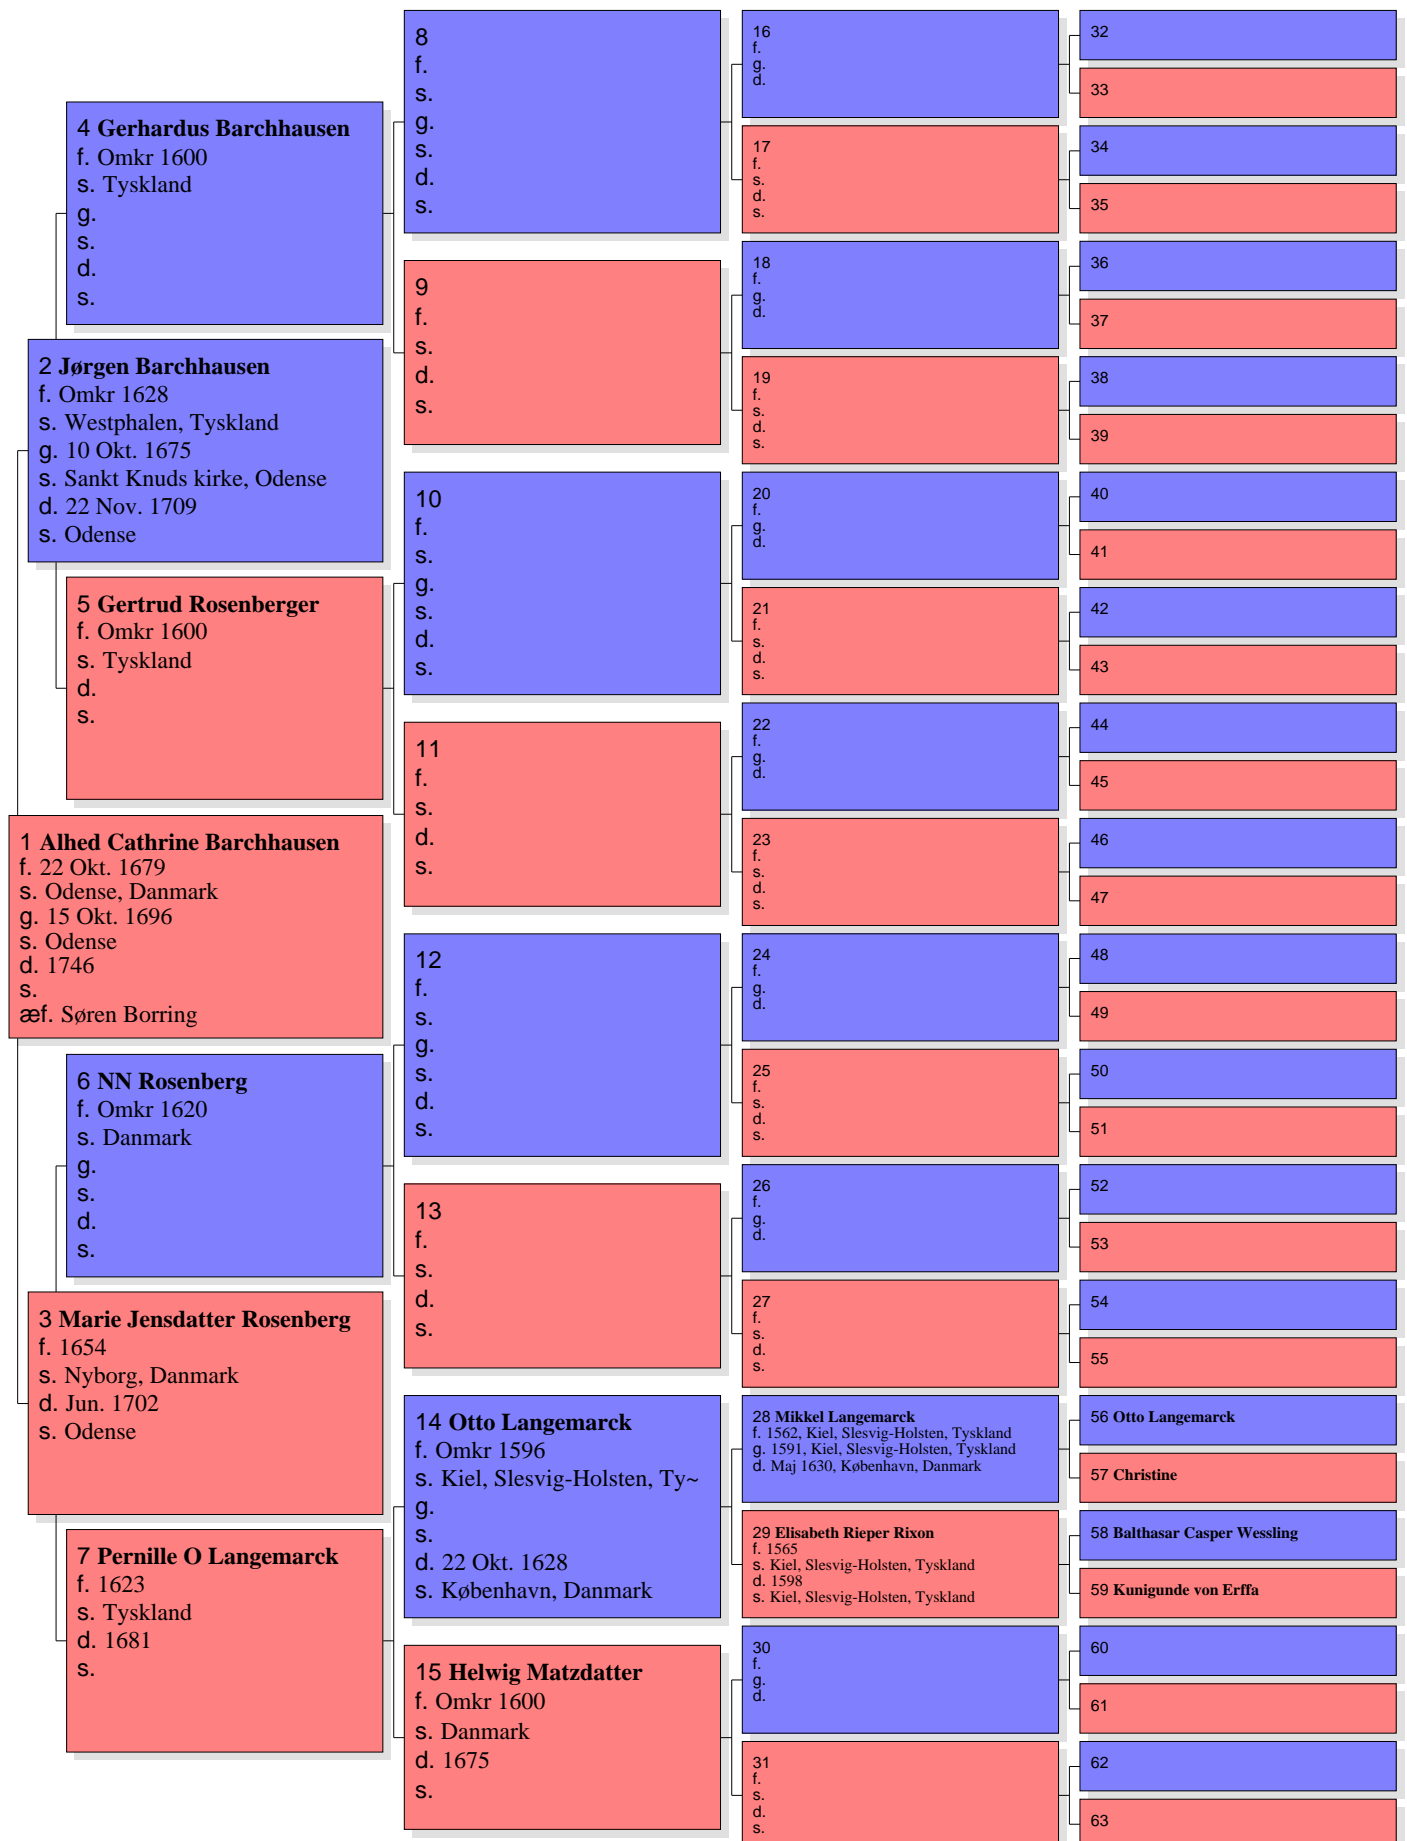 1 Alhed Cathrine Barchhausen
f. 22 Okt. 1679
s. Odense, Danmark
g. 15 Okt. 1696
s. Odense
d. 1746
s.
æf. Søren Borring
2 Jørgen Barchhausen
f. Omkr 1628
s. Westphalen, Tyskland
g. 10 Okt. 1675
s. Sankt Knuds kirke, Odense
d. 22 Nov. 1709
s. Odense
3 Marie Jensdatter Rosenberg
f. 1654
s. Nyborg, Danmark
d. Jun. 1702
s. Odense
4 Gerhardus Barchhausen
f. Omkr 1600
s. Tyskland
g.
s.
d.
s.
5 Gertrud Rosenberger
f. Omkr 1600
s. Tyskland
d.
s.
6 NN Rosenberg
f. Omkr 1620
s. Danmark
g.
s.
d.
s.
7 Pernille O Langemarck
f. 1623
s. Tyskland
d. 1681
s.
8
f.
s.
g.
s.
d.
s.
9
f.
s.
d.
s.
10
f.
s.
g.
s.
d.
s.
11
f.
s.
d.
s.
12
f.
s.
g.
s.
d.
s.
13
f.
s.
d.
s.
14 Otto Langemarck
f. Omkr 1596
s. Kiel, Slesvig-Holsten, Ty~
g.
s.
d. 22 Okt. 1628
s. København, Danmark
15 Helwig Matzdatter
f. Omkr 1600
s. Danmark
d. 1675
s.
16
f.
g.
d.
17
f.
s.
d.
s.
18
f.
g.
d.
19
f.
s.
d.
s.
20
f.
g.
d.
21
f.
s.
d.
s.
22
f.
g.
d.
23
f.
s.
d.
s.
24
f.
g.
d.
25
f.
s.
d.
s.
26
f.
g.
d.
27
f.
s.
d.
s.
28 Mikkel Langemarck
f. 1562, Kiel, Slesvig-Holsten, Tyskland
g. 1591, Kiel, Slesvig-Holsten, Tyskland
d. Maj 1630, København, Danmark
29 Elisabeth Rieper Rixon
f. 1565
s. Kiel, Slesvig-Holsten, Tyskland
d. 1598
s. Kiel, Slesvig-Holsten, Tyskland
30
f.
g.
d.
31
f.
s.
d.
s.
32
33
34
35
36
37
38
39
40
41
42
43
44
45
46
47
48
49
50
51
52
53
54
55
56 Otto Langemarck
57 Christine
58 Balthasar Casper Wessling
59 Kunigunde von Erffa
60
61
62
63